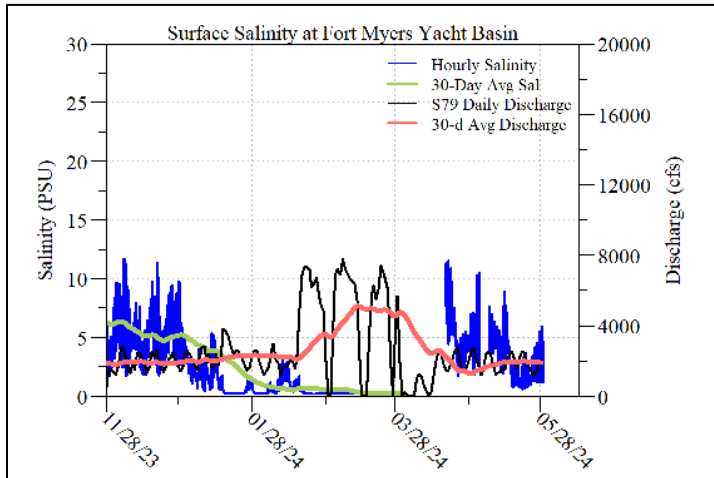 Surface Salinity at Fort Myers Yacht Basin
Hourly Salinity
30-Day Avg Sal
S79 Daily Discharge
30-d Avg Discharge
Salinity (PSU)
30
25
20
15
10
5
0
Discharge (cfs)
20000
16000
12000
8000
4000
0
11/28/23
01/28/24
03/28/24
05/28/24